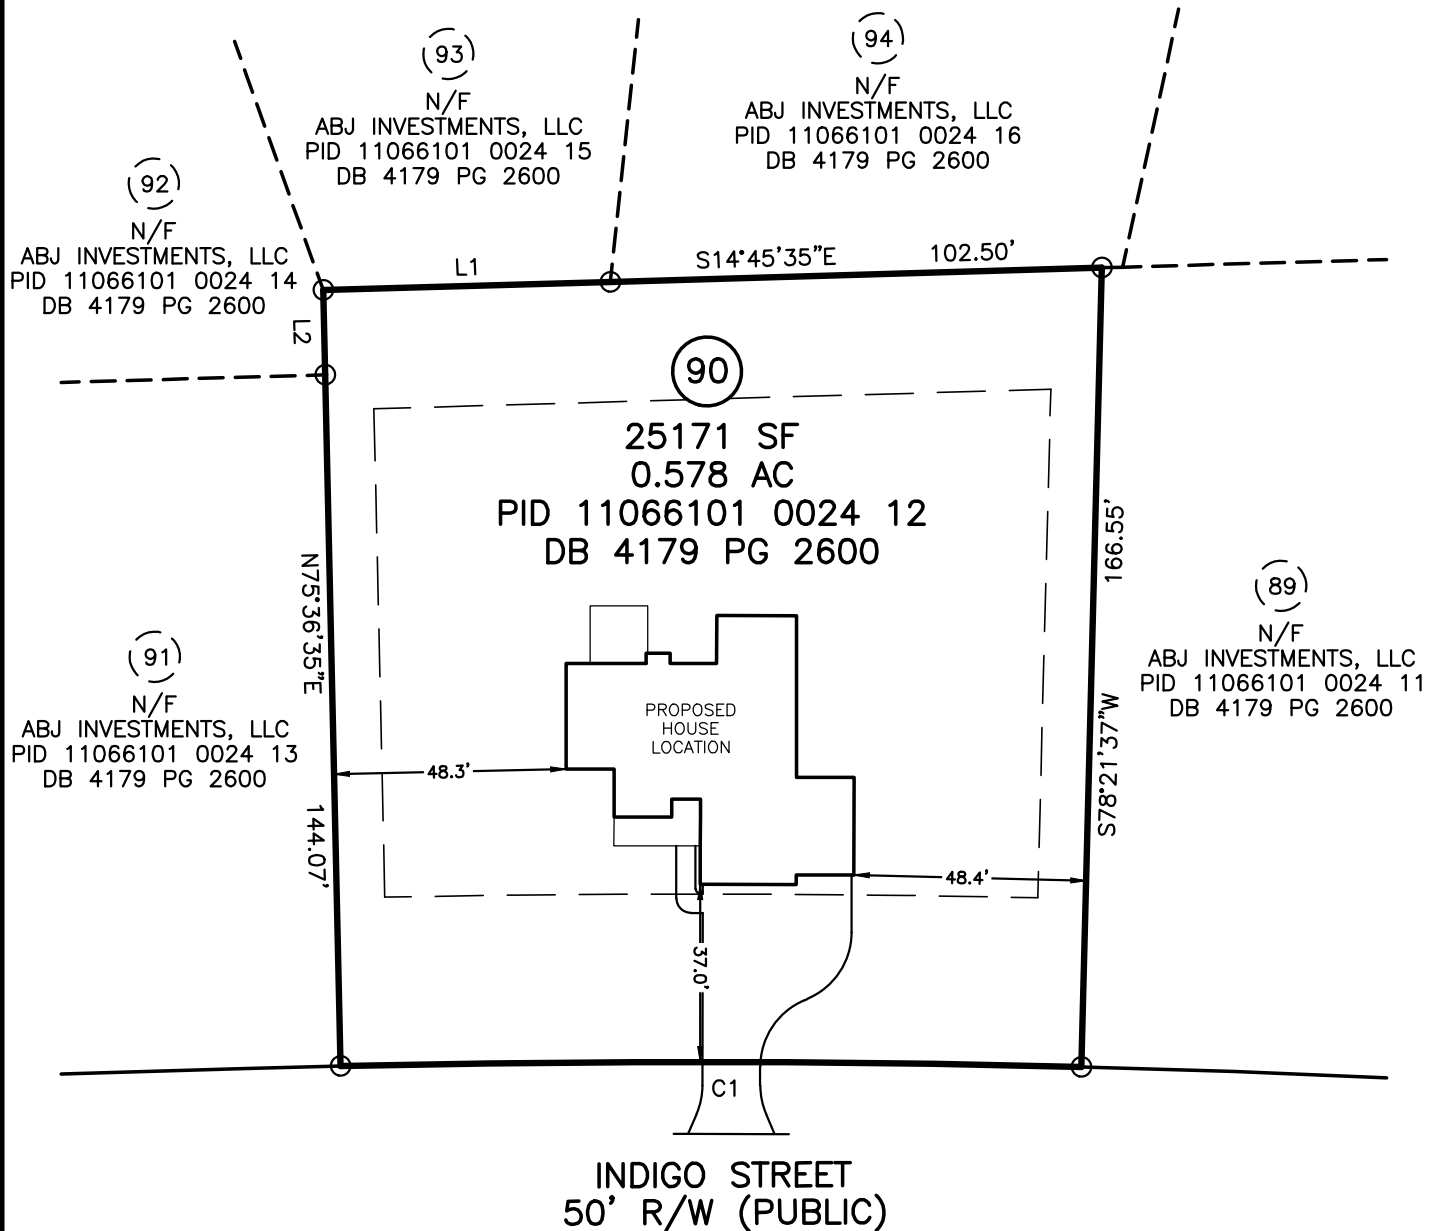 93
N/F
ABJ INVESTMENTS, LLC
PID 11066101 0024 15
DB 4179 PG 2600
94
N/F
ABJ INVESTMENTS, LLC
PID 11066101 0024 16
DB 4179 PG 2600
92
N/F
ABJ INVESTMENTS, LLC
PID 11066101 0024 14
DB 4179 PG 2600
L1
S14°45'35"E 102.50'
L2
90
25171 SF
0.578 AC
PID 11066101 0024 12
DB 4179 PG 2600
N75°36'35"E 144.07'
166.55'
S78°21'37"W
91
N/F
ABJ INVESTMENTS, LLC
PID 11066101 0024 13
DB 4179 PG 2600
89
N/F
ABJ INVESTMENTS, LLC
PID 11066101 0024 11
DB 4179 PG 2600
PROPOSED
HOUSE
LOCATION
48.3'
48.4'
37.0'
C1
INDIGO STREET
50' R/W (PUBLIC)